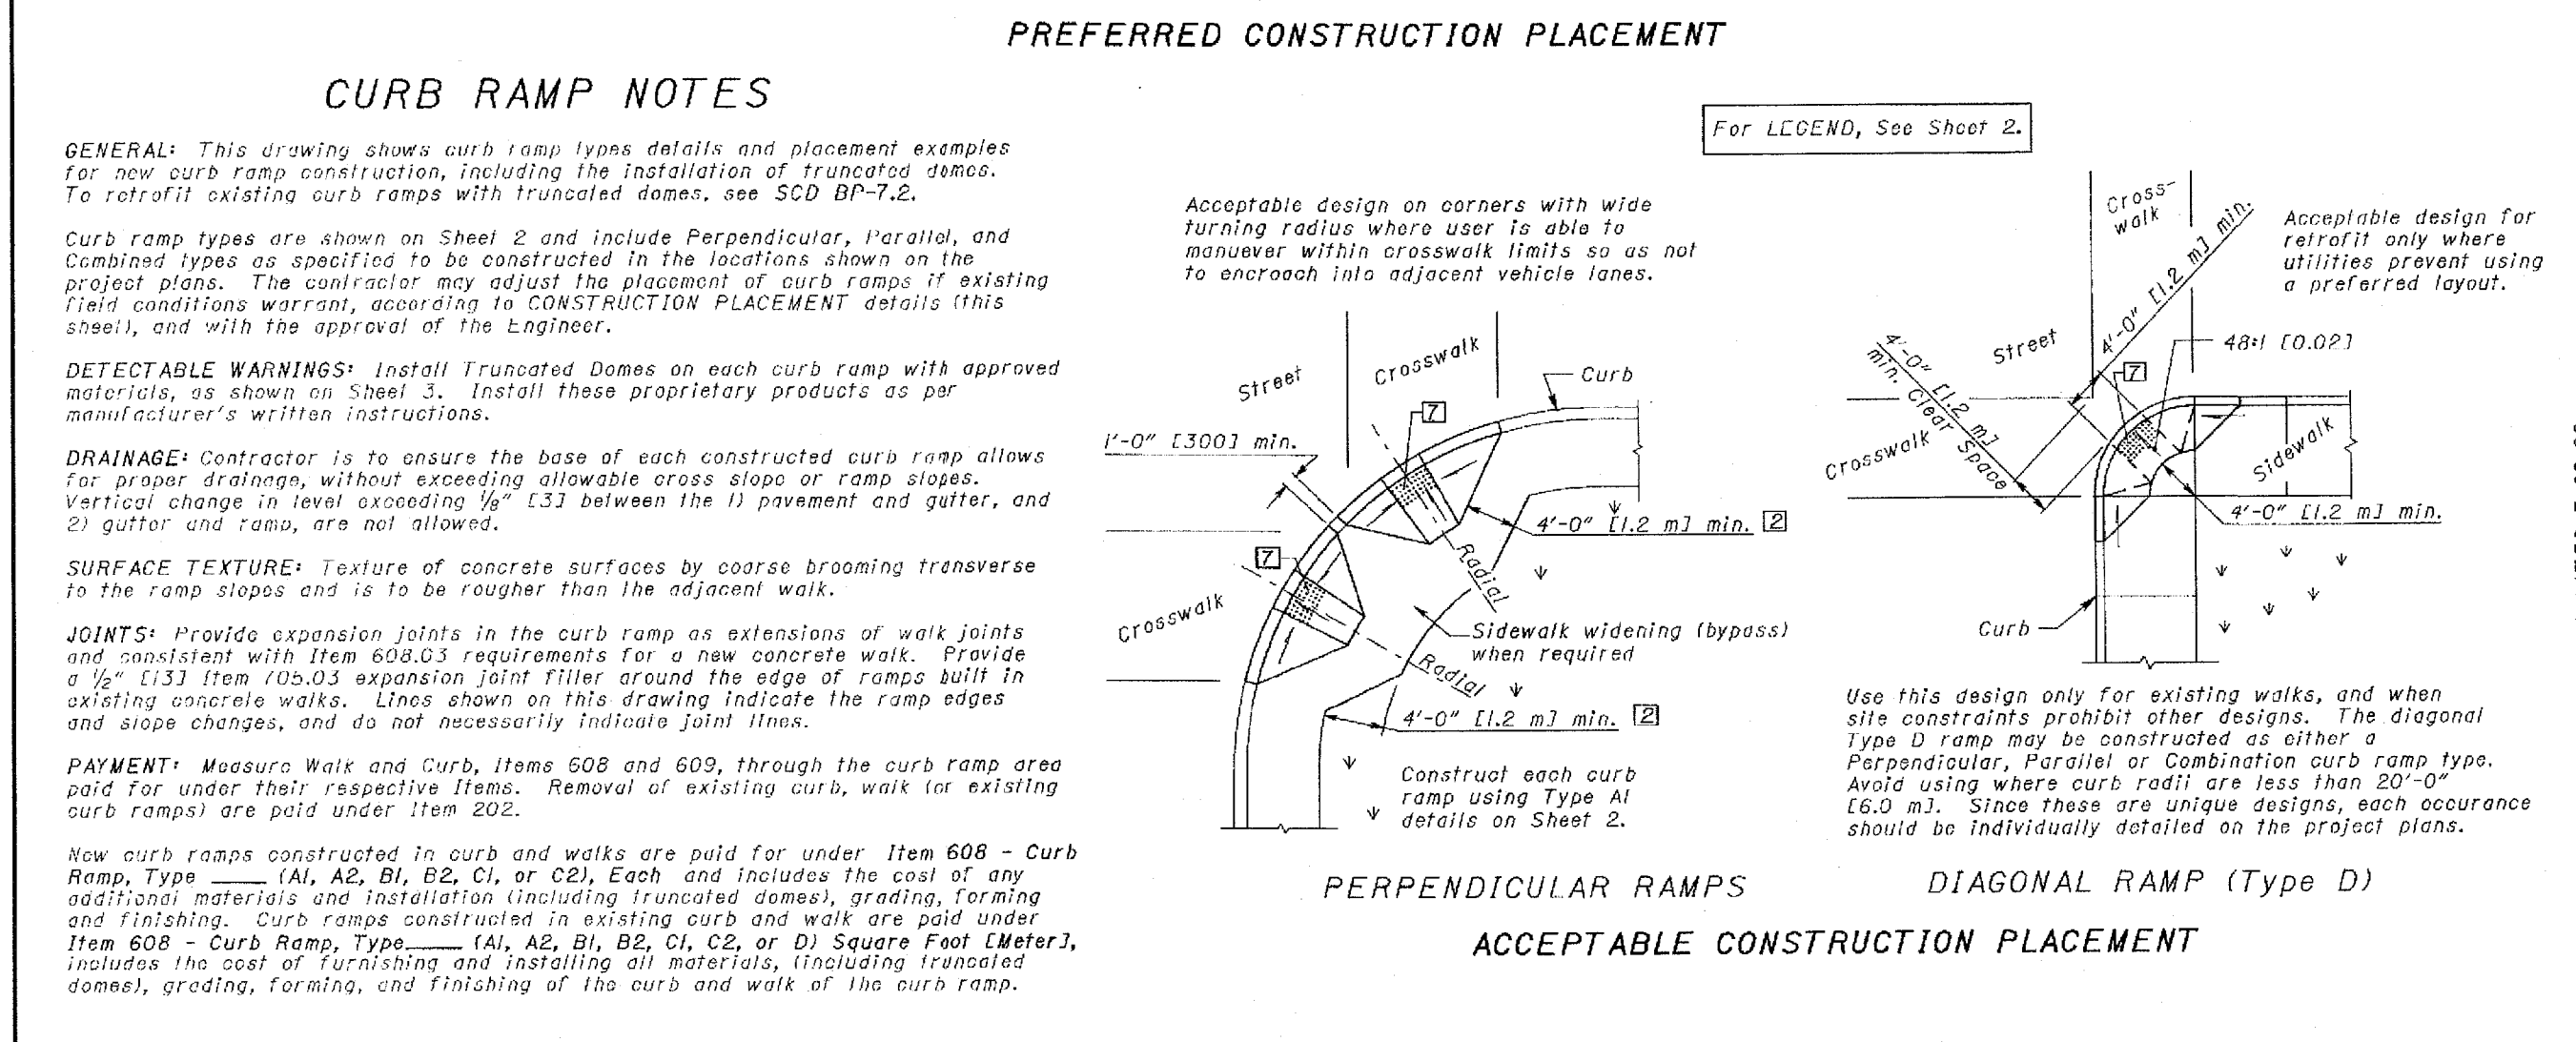 PREFERRED CONSTRUCTION PLACEMENT
CURB RAMP NOTES
GENERAL: This drawing shows curb ramp types details and placement examples
for new curb ramp construction, including the installation of truncated domes.
To retrofit existing curb ramps with truncated domes, see SCD BP-7.2.
Curb ramp types are shown on Sheet 2 and include Perpendicular, Parallel, and
Combined types as specified to be constructed in the locations shown on the
project plans. The contractor may adjust the placement of curb ramps if existing
field conditions warrant, according to CONSTRUCTION PLACEMENT details (this
sheet), and with the approval of the Engineer.
DETECTABLE WARNINGS: Install Truncated Domes on each curb ramp with approved
materials, as shown on Sheet 3. Install these proprietary products as per
manufacturer's written instructions.
DRAINAGE: Contractor is to ensure the base of each constructed curb ramp allows
for proper drainage, without exceeding allowable cross slope or ramp slopes.
Vertical change in level exceeding 1/8" [3] between the 1) pavement and gutter, and
2) gutter and ramp, are not allowed.
SURFACE TEXTURE: Texture of concrete surfaces by coarse brooming transverse
to the ramp slopes and is to be rougher than the adjacent walk.
JOINTS: Provide expansion joints in the curb ramp as extensions of walk joints
and consistent with Item 608.03 requirements for a new concrete walk. Provide
a 1/2" [13] Item 705.03 expansion joint filler around the edge of ramps built in
existing concrete walks. Lines shown on this drawing indicate the ramp edges
and slope changes, and do not necessarily indicate joint lines.
PAYMENT: Measure Walk and Curb, Items 608 and 609, through the curb ramp area
paid for under their respective Items. Removal of existing curb, walk (or existing
curb ramps) are paid under Item 202.
New curb ramps constructed in curb and walks are paid for under Item 608 - Curb
Ramp, Type ____ (A1, A2, B1, B2, C1, or C2), Each and includes the cost of any
additional materials and installation (including truncated domes), grading, forming
and finishing. Curb ramps constructed in existing curb and walk are paid under
Item 608 - Curb Ramp, Type____ (A1, A2, B1, B2, C1, C2, or D) Square Foot [Meter],
includes the cost of furnishing and installing all materials, (including truncated
domes), grading, forming, and finishing of the curb and walk of the curb ramp.
For LEGEND, See Sheet 2.
Acceptable design on corners with wide
turning radius where user is able to
manuever within crosswalk limits so as not
to encroach into adjacent vehicle lanes.
Street
Crosswalk
Curb
7
1'-0" [300] min.
4'-0" [1.2 m] min. 2
7
Radial
Crosswalk
Sidewalk widening (bypass)
when required
Radial
4'-0" [1.2 m] min. 2
Construct each curb
ramp using Type A1
details on Sheet 2.
PERPENDICULAR RAMPS
Cross-
walk
4'-0" [1.2 m] min.
Acceptable design for
retrofit only where
utilities prevent using
a preferred layout.
Street
48:1 [0.02]
7
4'-0" [1.2 m]
min. Clear Space
Crosswalk
Sidewalk
4'-0" [1.2 m] min.
Curb
Use this design only for existing walks, and when
site constraints prohibit other designs. The diagonal
Type D ramp may be constructed as either a
Perpendicular, Parallel or Combination curb ramp type.
Avoid using where curb radii are less than 20'-0"
[6.0 m]. Since these are unique designs, each occurance
should be individually detailed on the project plans.
DIAGONAL RAMP (Type D)
ACCEPTABLE CONSTRUCTION PLACEMENT